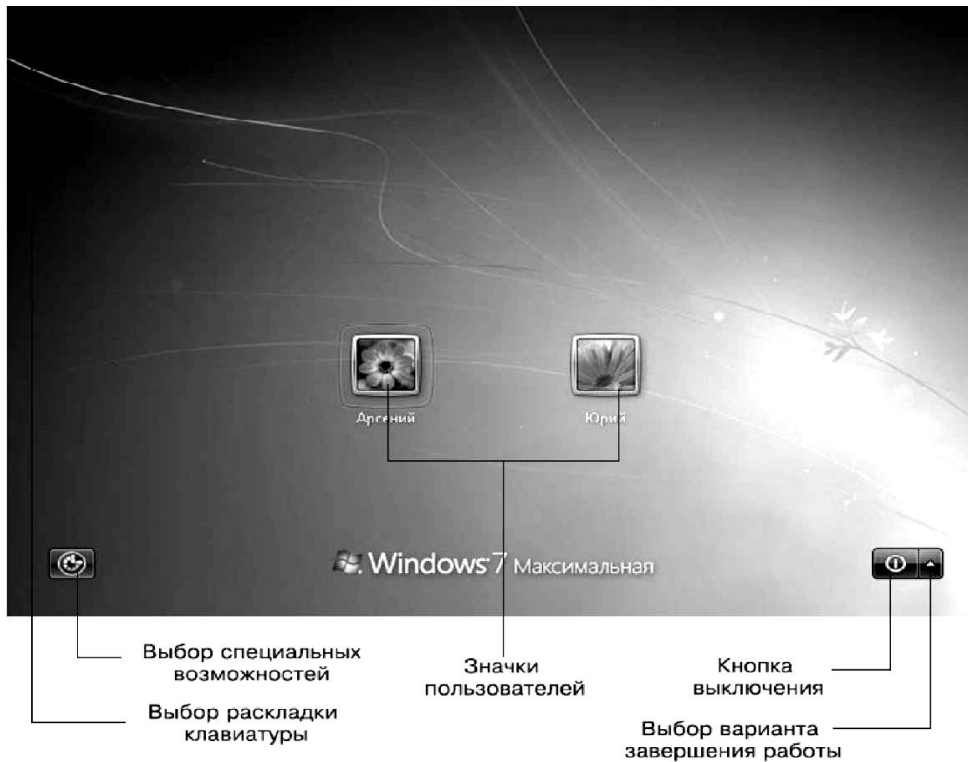 Арсений
Юрий
Windows 7 Максимальная
Выбор специальных
возможностей
Выбор раскладки
клавиатуры
Значки
пользователей
Кнопка
выключения
Выбор варианта
завершения работы